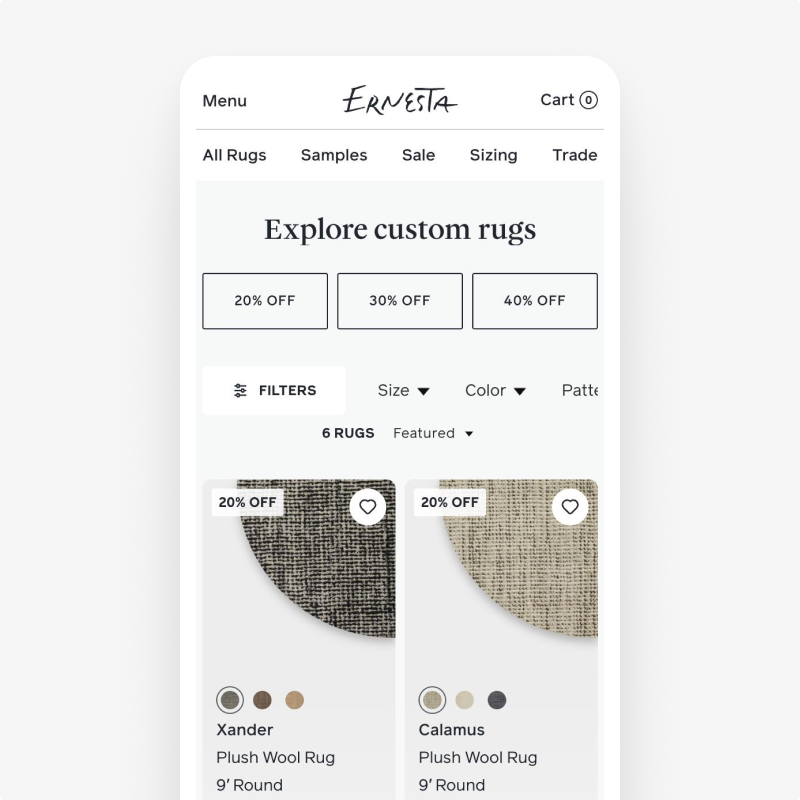 Menu ERNESTA Cart 0
All Rugs Samples Sale Sizing Trade
Explore custom rugs
20% OFF 30% OFF 40% OFF
FILTERS Size Color Patte
6 RUGS Featured
20% OFF 20% OFF
Xander Calamus
Plush Wool Rug Plush Wool Rug
9′ Round 9′ Round